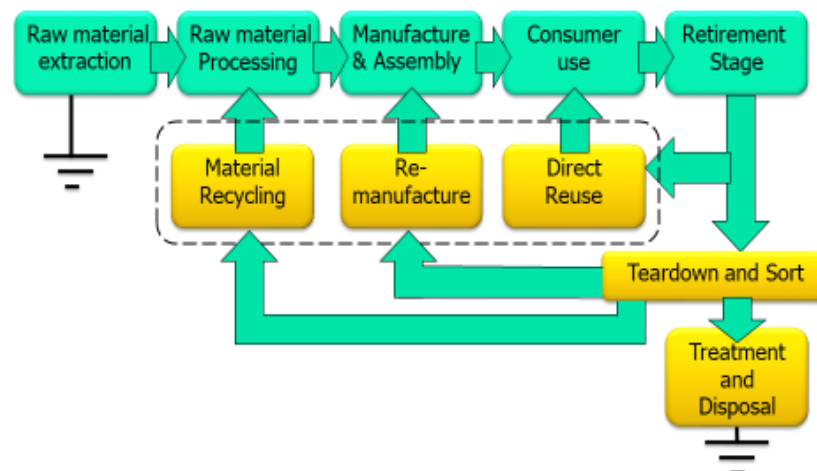 Raw material
extraction
Raw material
Processing
Manufacture
& Assembly
Consumer
use
Retirement
Stage
Material
Recycling
Re-
manufacture
Direct
Reuse
Teardown and Sort
Treatment
and
Disposal